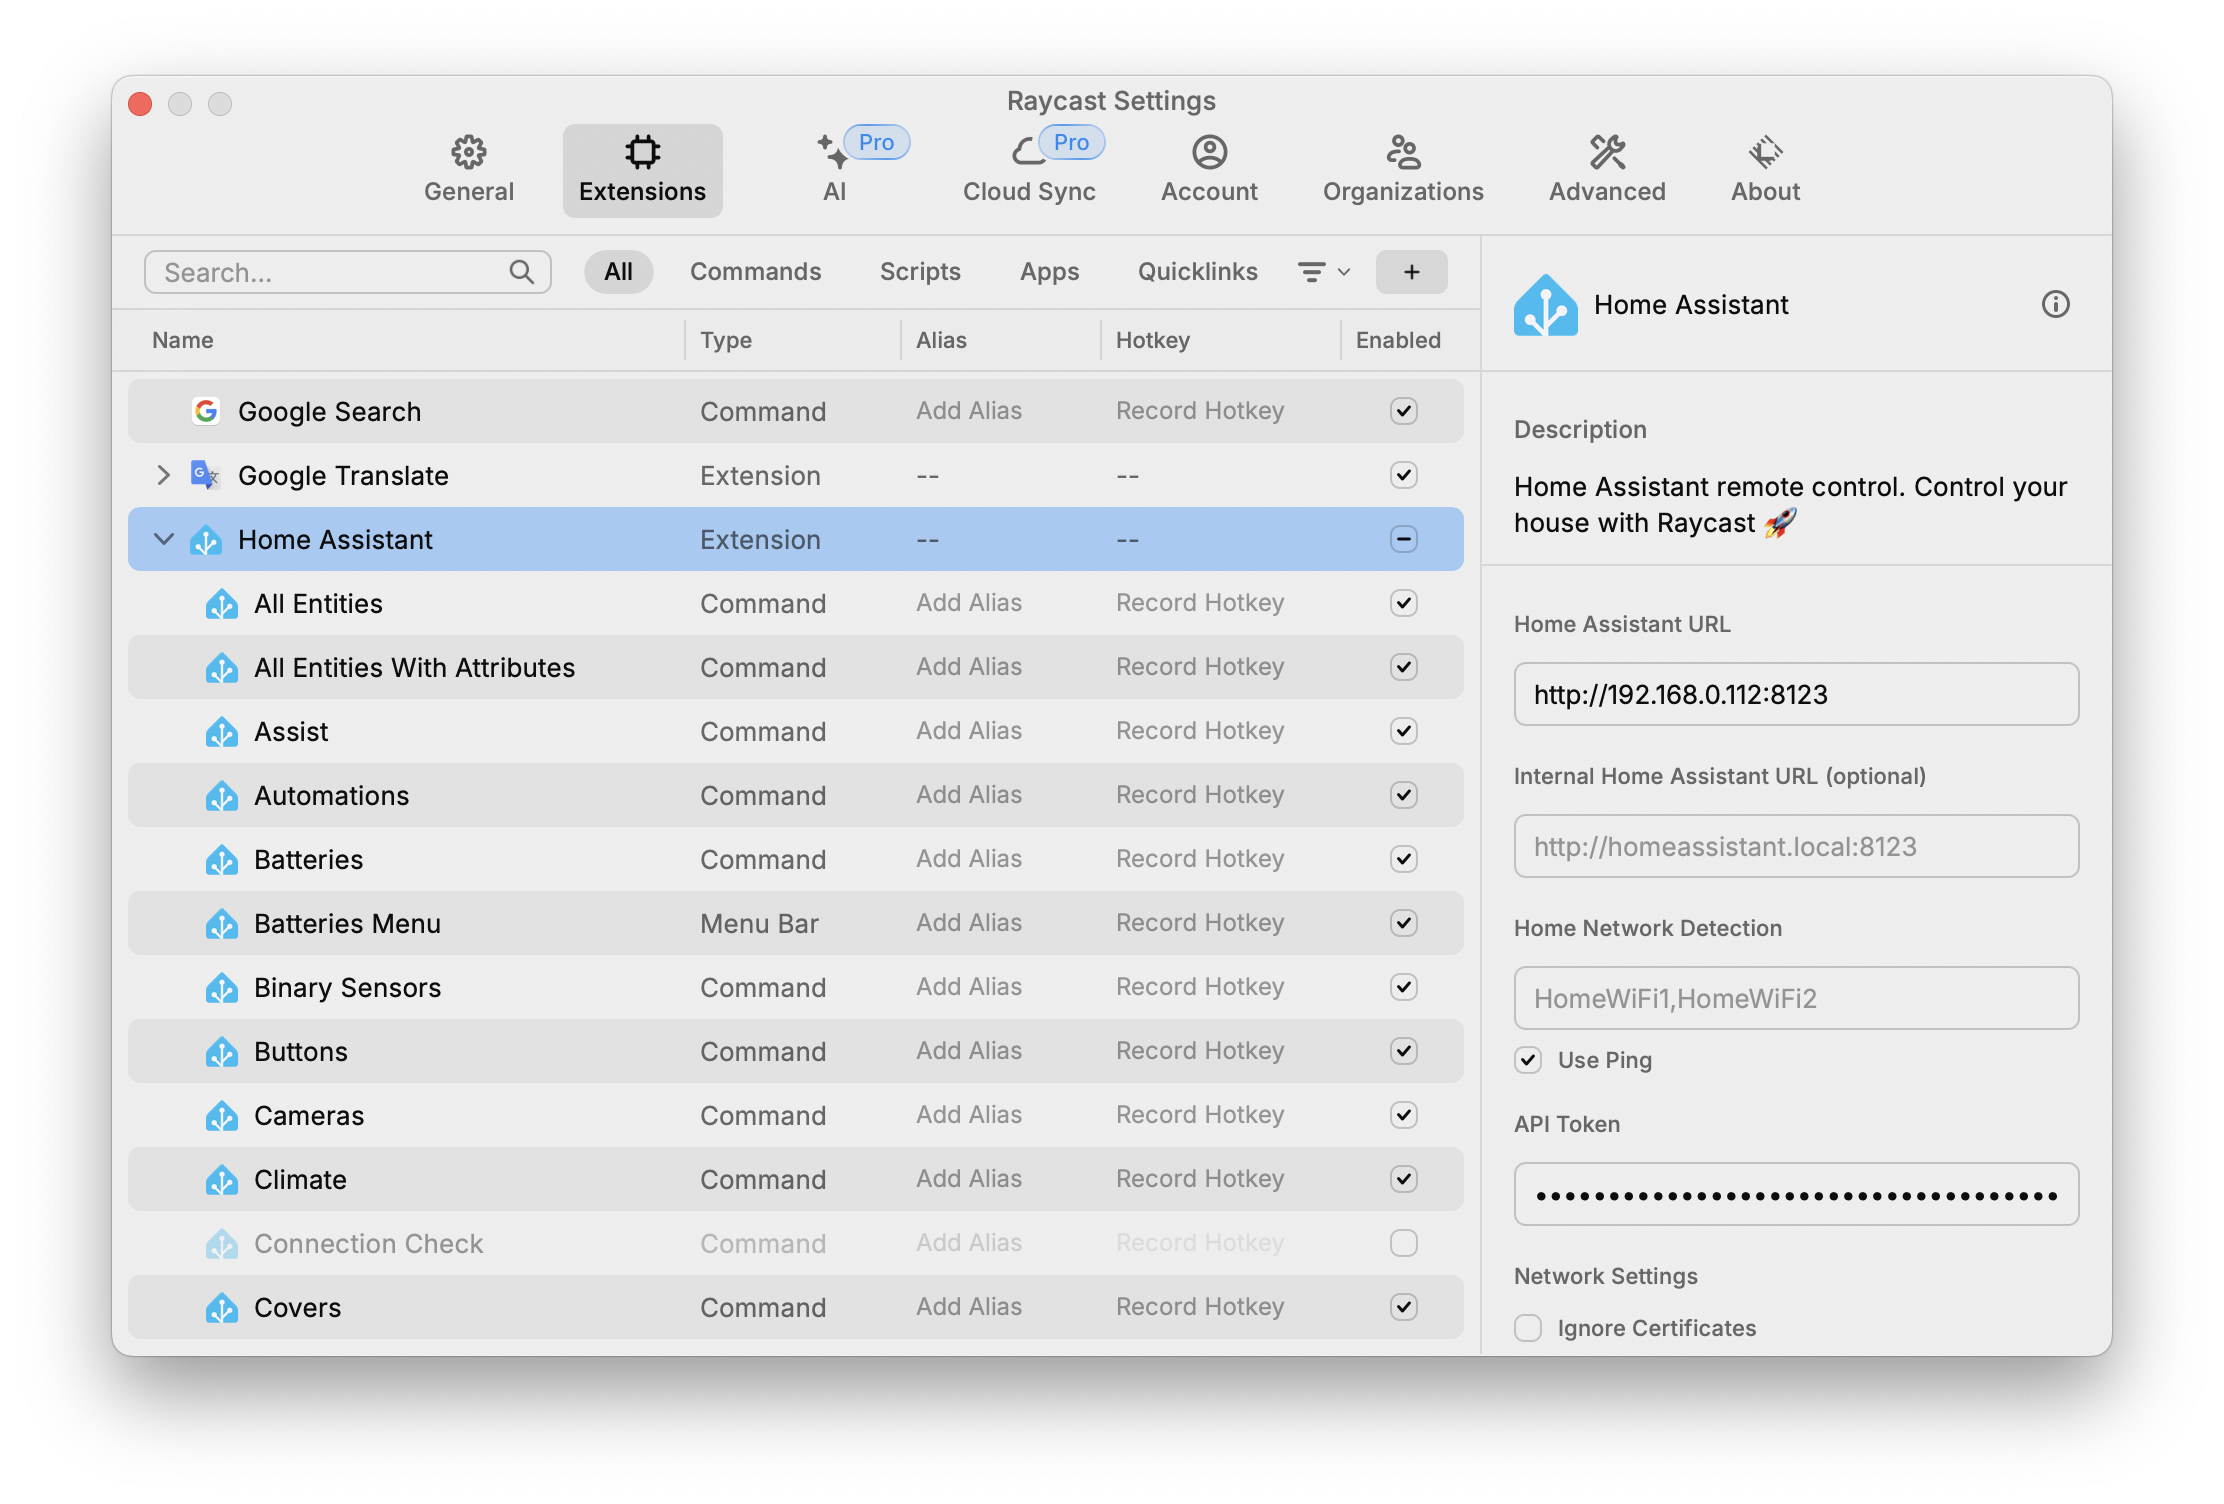 Raycast Settings
General
Extensions
Pro
AI
Pro
Cloud Sync
Account
Organizations
Advanced
About
Search...
All
Commands
Scripts
Apps
Quicklinks
+
Name Type Alias Hotkey Enabled
Google Search Command Add Alias Record Hotkey
Google Translate Extension -- --
Home Assistant Extension -- --
All Entities Command Add Alias Record Hotkey
All Entities With Attributes Command Add Alias Record Hotkey
Assist Command Add Alias Record Hotkey
Automations Command Add Alias Record Hotkey
Batteries Command Add Alias Record Hotkey
Batteries Menu Menu Bar Add Alias Record Hotkey
Binary Sensors Command Add Alias Record Hotkey
Buttons Command Add Alias Record Hotkey
Cameras Command Add Alias Record Hotkey
Climate Command Add Alias Record Hotkey
Connection Check Command Add Alias Record Hotkey
Covers Command Add Alias Record Hotkey
Home Assistant
Description
Home Assistant remote control. Control your
house with Raycast 🚀
Home Assistant URL
http://192.168.0.112:8123
Internal Home Assistant URL (optional)
http://homeassistant.local:8123
Home Network Detection
HomeWiFi1,HomeWiFi2
Use Ping
API Token
••••••••••••••••••••••••••••••••••••
Network Settings
Ignore Certificates